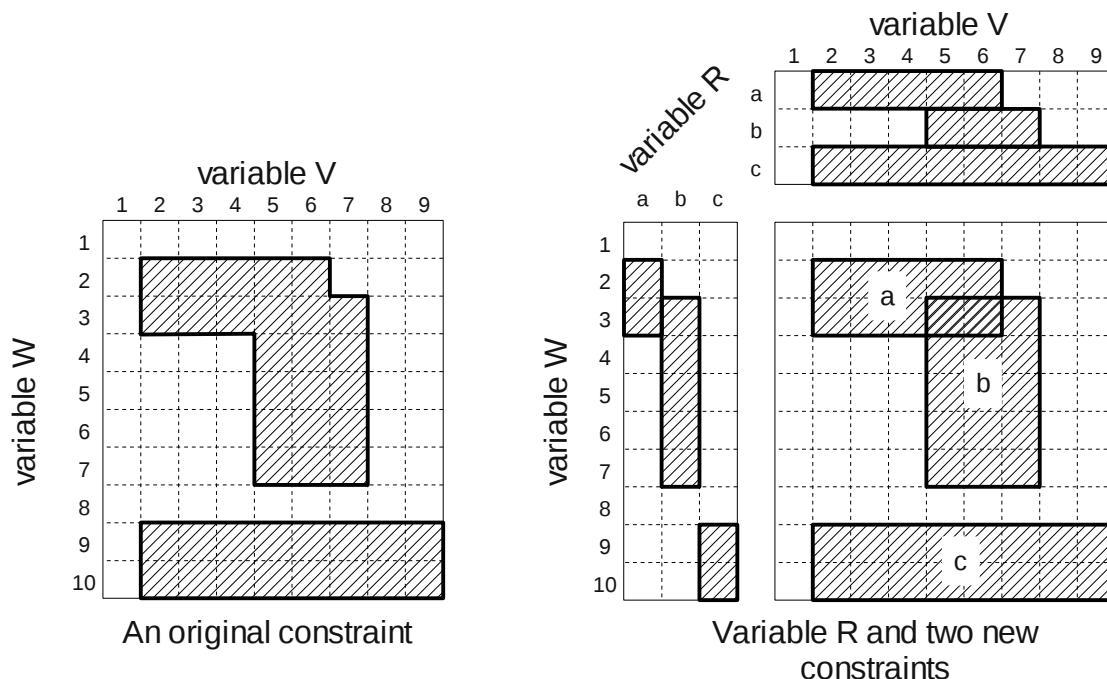 variable V
1 2 3 4 5 6 7 8 9
variable W
1
2
3
4
5
6
7
8
9
10
An original constraint
variable V
1 2 3 4 5 6 7 8 9
variable R
a
b
c
a b c
variable W
1
2
3
4
5
6
7
8
9
10
a
b
c
Variable R and two new
constraints